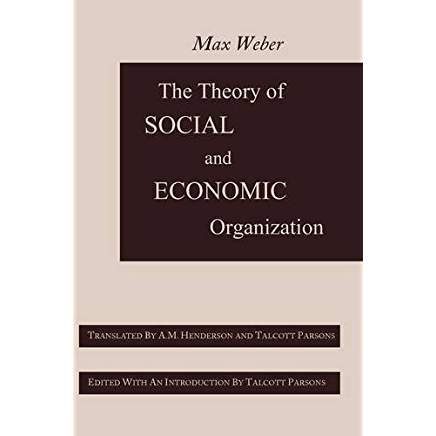 Max Weber
The Theory of
SOCIAL
and
ECONOMIC
Organization
TRANSLATED BY A.M. HENDERSON AND TALCOTT PARSONS
EDITED WITH AN INTRODUCTION BY TALCOTT PARSONS